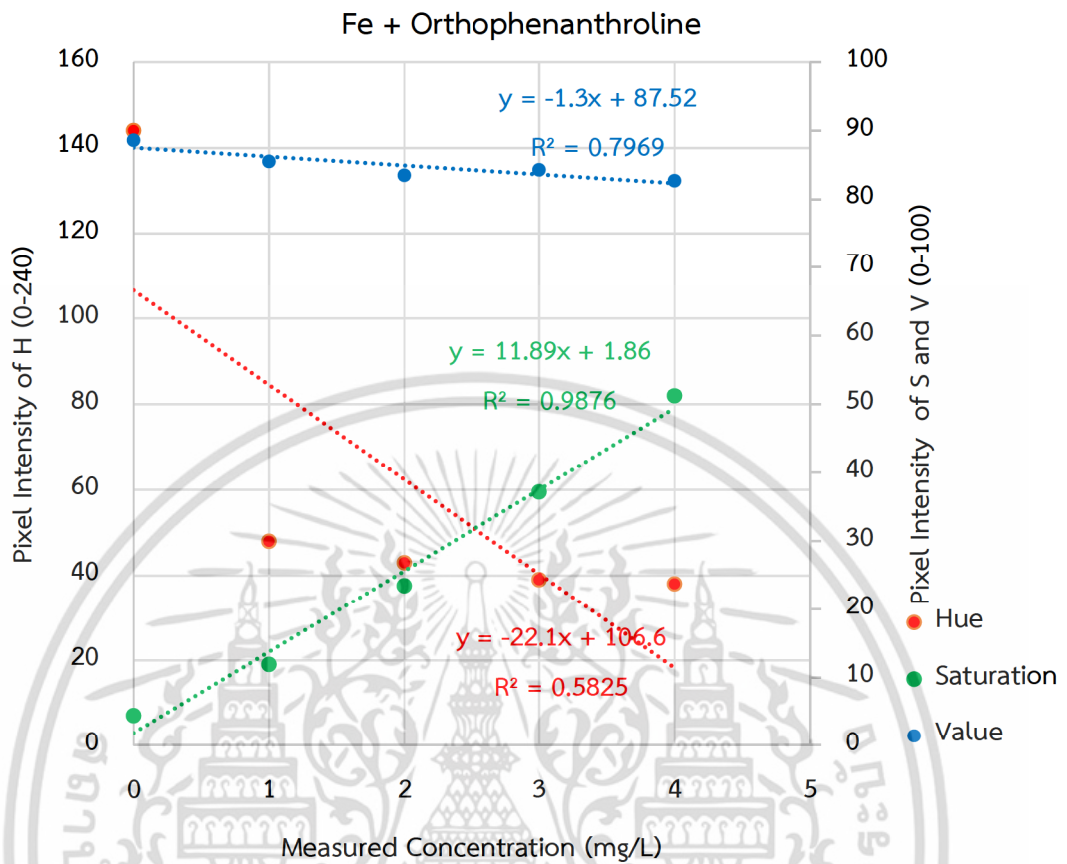 Fe + Orthophenanthroline
160
140
120
100
80
60
40
20
0
100
90
80
70
60
50
40
30
20
10
0
0 1 2 3 4 5
Pixel Intensity of H (0-240)
Pixel Intensity of S and V (0-100)
Measured Concentration (mg/L)
y = -1.3x + 87.52
R² = 0.7969
y = 11.89x + 1.86
R² = 0.9876
y = -22.1x + 106.6
R² = 0.5825
Hue
Saturation
Value